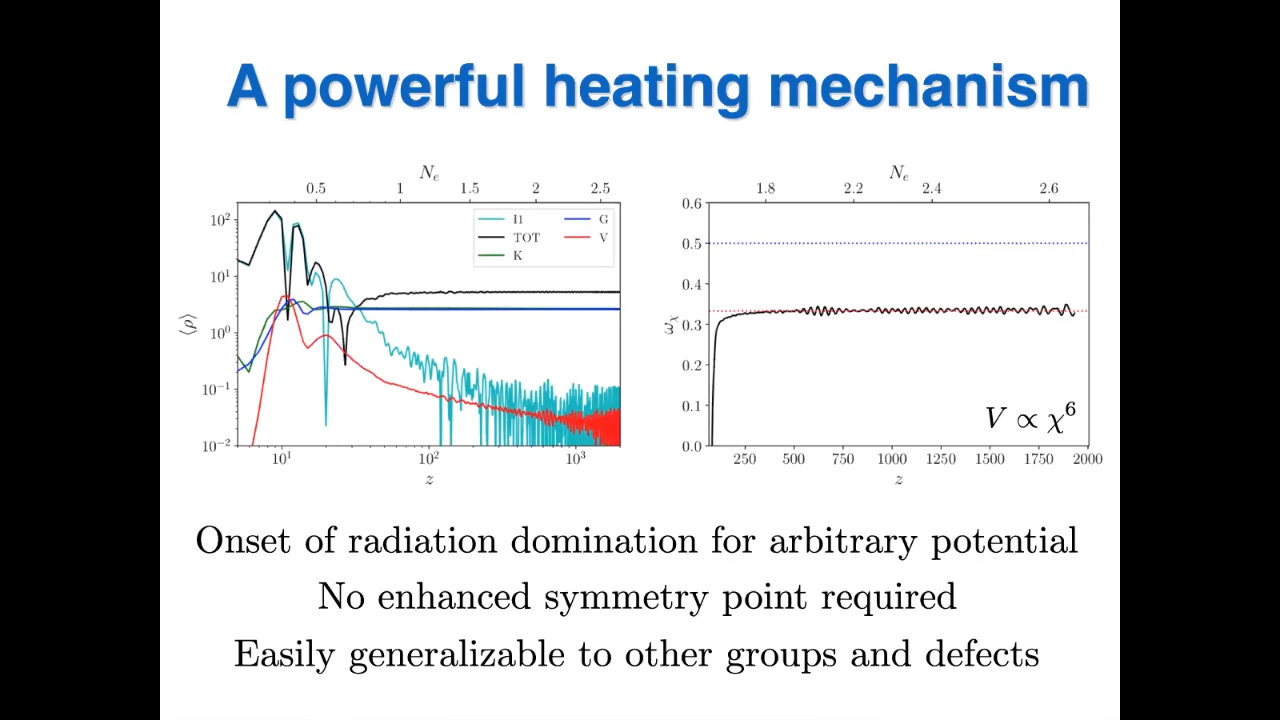 A powerful heating mechanism
N_e
0.5 1 1.5 2 2.5
10^2
10^1
10^0
10^-1
10^-2
⟨ρ⟩
I1 G
TOT V
K
10^1 10^2 10^3
z
N_e
1.8 2.2 2.4 2.6
0.6
0.5
0.4
0.3
0.2
0.1
0.0
ω_χ
V ∝ χ^6
250 500 750 1000 1250 1500 1750 2000
z
Onset of radiation domination for arbitrary potential
No enhanced symmetry point required
Easily generalizable to other groups and defects